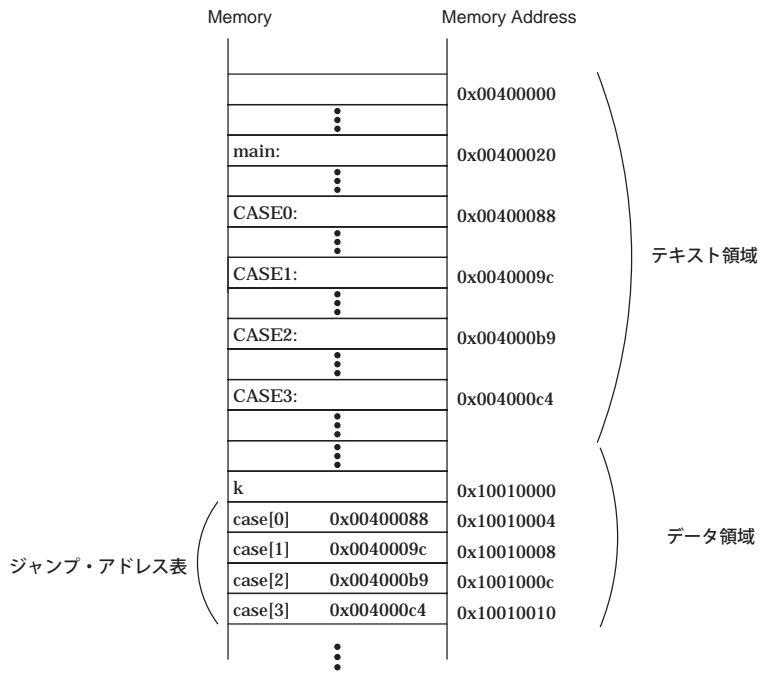 Memory
Memory Address
0x00400000
main:
0x00400020
CASE0:
0x00400088
CASE1:
0x0040009c
テキスト領域
CASE2:
0x004000b9
CASE3:
0x004000c4
k
0x10010000
case[0] 0x00400088
0x10010004
case[1] 0x0040009c
0x10010008
データ領域
ジャンプ・アドレス表
case[2] 0x004000b9
0x1001000c
case[3] 0x004000c4
0x10010010